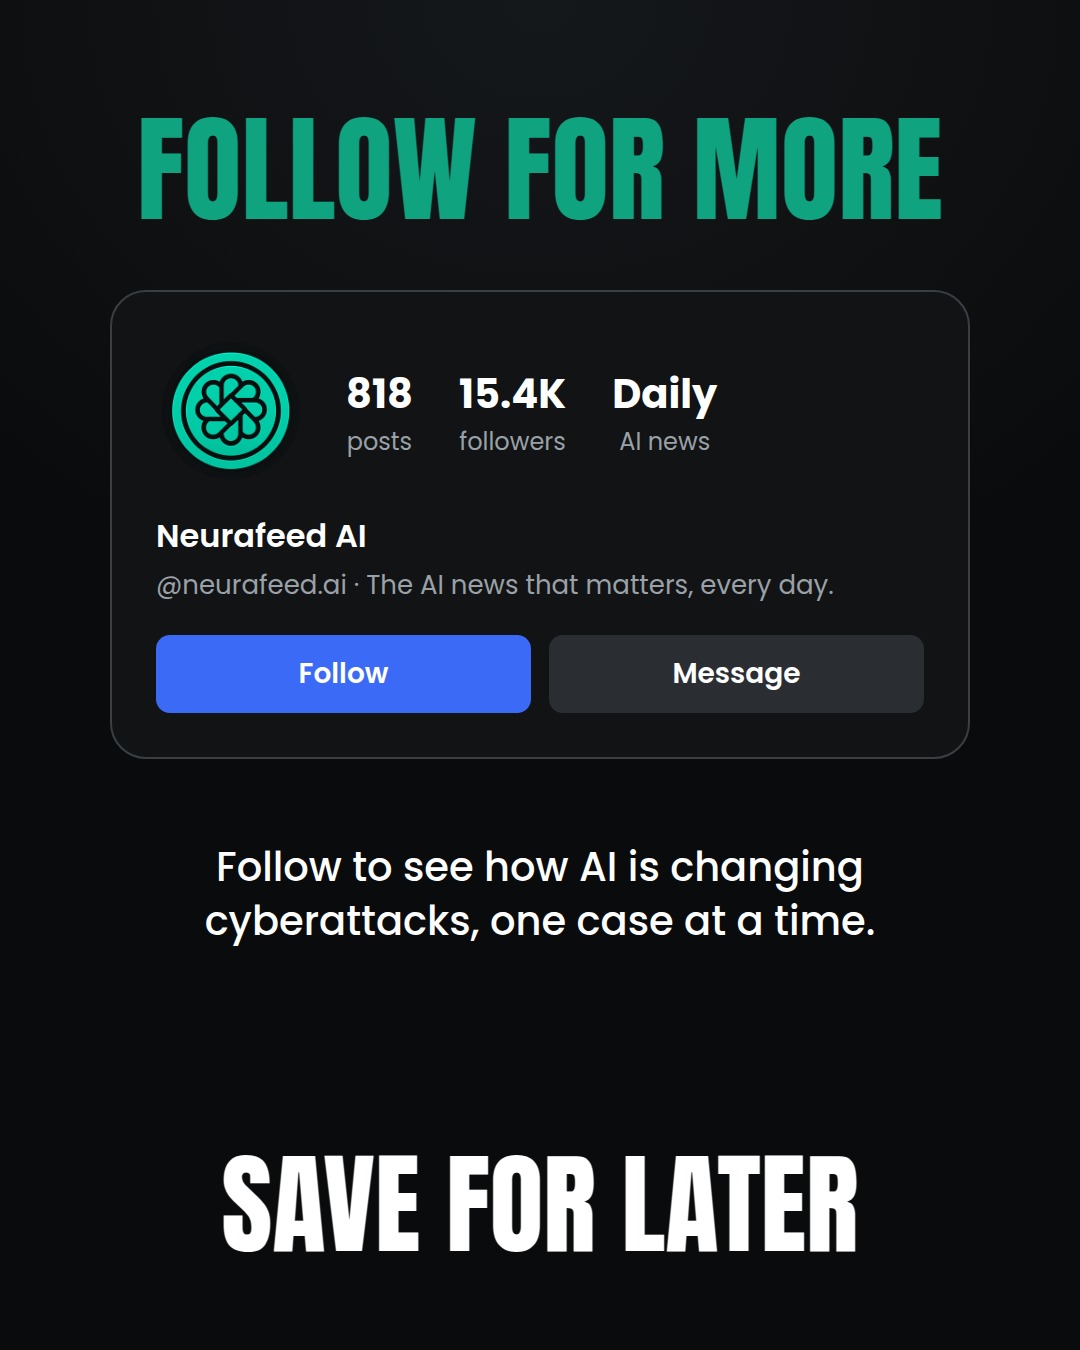 FOLLOW FOR MORE
818 15.4K Daily
posts followers AI news
Neurafeed AI
@neurafeed.ai · The AI news that matters, every day.
Follow Message
Follow to see how AI is changing
cyberattacks, one case at a time.
SAVE FOR LATER